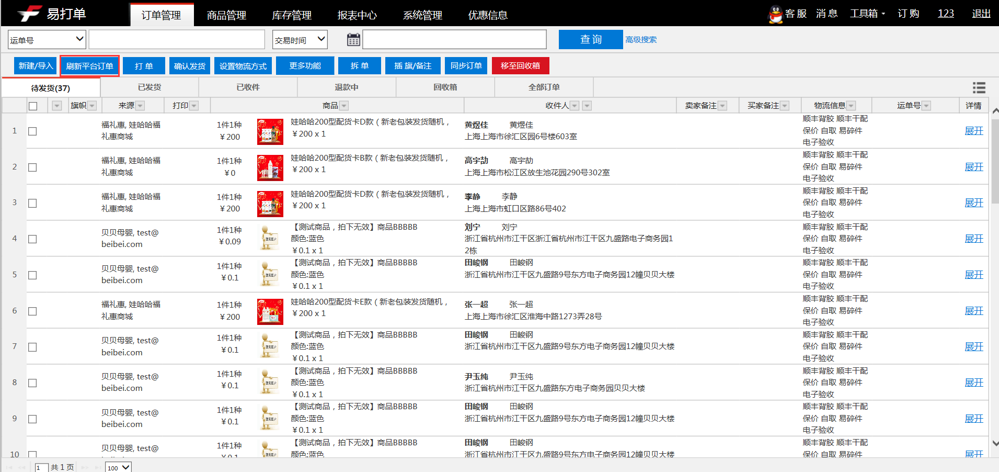 易打单
订单管理 商品管理 库存管理 报表中心 系统管理 优惠信息
客 服 消 息 工具箱 订 购 123 退出
运单号 交易时间 查 询 高级搜索
新建/导入 刷新平台订单 打 单 确认发货 设置物流方式 更多功能 拆 单 插 旗/备注 同步订单 移至回收箱
待发货(37) 已发货 已收件 退款中 回收箱 全部订单
旗帜 来源 打印 商品 收件人 卖家备注 买家备注 物流信息 运单号 详情
1
福礼惠, 娃哈哈福
礼惠商城
1件1种
￥200
娃哈哈200型配货卡D款（新老包装发货随机，
￥200 x 1
黄煜佳 黄煜佳
上海上海市徐汇区园6号楼603室
顺丰背胶 顺丰干配
保价 自取 易碎件
电子验收
展开
2
福礼惠, 娃哈哈福
礼惠商城
1件1种
￥0
娃哈哈200型配货卡B款（新老包装发货随机，
￥200 x 1
高宇劼 高宇劼
上海上海市松江区放生池花园290号302室
顺丰背胶 顺丰干配
保价 自取 易碎件
电子验收
展开
3
福礼惠, 娃哈哈福
礼惠商城
1件1种
￥200
娃哈哈200型配货卡D款（新老包装发货随机，
￥200 x 1
李静 李静
上海上海市虹口区路86号402
顺丰背胶 顺丰干配
保价 自取 易碎件
电子验收
展开
4
贝贝母婴, test@
beibei.com
1件1种
￥0.09
【测试商品，拍下无效】商品BBBBB
颜色:蓝色
￥0.1 x 1
刘宁 刘宁
浙江省杭州市江干区浙江省杭州市江干区九盛路电子商务园1
2栋
顺丰背胶 顺丰干配
保价 自取 易碎件
电子验收
展开
5
贝贝母婴, test@
beibei.com
1件1种
￥0.1
【测试商品，拍下无效】商品BBBBB
颜色:蓝色
￥0.1 x 1
田峻钢 田峻钢
浙江省杭州市江干区九盛路9号东方电子商务园12幢贝贝大楼
顺丰背胶 顺丰干配
保价 自取 易碎件
电子验收
展开
6
福礼惠, 娃哈哈福
礼惠商城
1件1种
￥200
娃哈哈200型配货卡E款（新老包装发货随机，
￥200 x 1
张一超 张一超
上海上海市徐汇区淮海中路1273弄28号
顺丰背胶 顺丰干配
保价 自取 易碎件
电子验收
展开
7
贝贝母婴, test@
beibei.com
1件1种
￥0.1
【测试商品，拍下无效】商品BBBBB
颜色:蓝色
￥0.1 x 1
田峻钢 田峻钢
浙江省杭州市江干区九盛路9号东方电子商务园12幢贝贝大楼
顺丰背胶 顺丰干配
保价 自取 易碎件
电子验收
展开
8
贝贝母婴, test@
beibei.com
1件1种
￥0.1
【测试商品，拍下无效】商品BBBBB
颜色:蓝色
￥0.1 x 1
尹玉纯 尹玉纯
浙江省杭州市江干区九盛路东方电子商务园贝贝大楼
顺丰背胶 顺丰干配
保价 自取 易碎件
电子验收
展开
9
贝贝母婴, test@
beibei.com
1件1种
￥0.1
【测试商品，拍下无效】商品BBBBB
颜色:蓝色
￥0.1 x 1
田峻钢 田峻钢
浙江省杭州市江干区九盛路9号东方电子商务园12幢贝贝大楼
顺丰背胶 顺丰干配
保价 自取 易碎件
电子验收
展开
10
贝贝母婴, test@
1件1种
￥0.1
【测试商品，拍下无效】商品BBBBB
颜色:蓝色
田峻钢 田峻钢
浙江省杭州市江干区九盛路9号东方电子商务园12幢贝贝大楼
顺丰背胶 顺丰干配
保价 自取 易碎件
展开
1 共 1 页 100